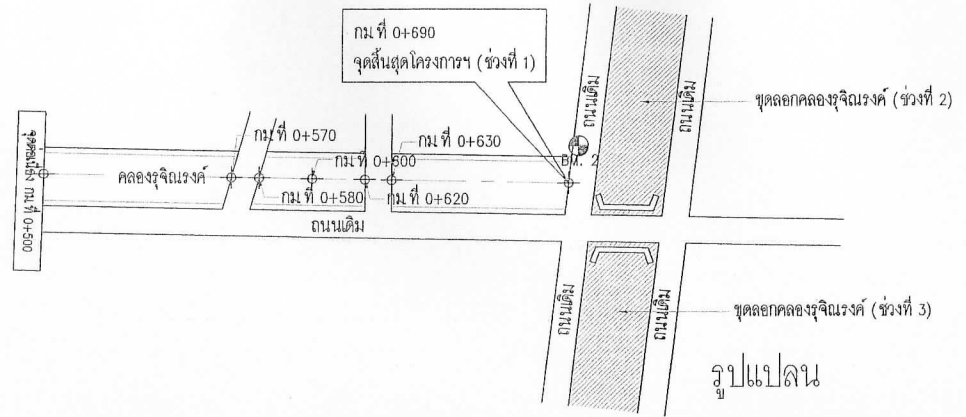 กม.ที่ 0+690
จุดสิ้นสุดโครงการฯ (ช่วงที่ 1)
ถนนเดิม
ถนนเดิม
ขุดลอกคลองรุจิณรงค์ (ช่วงที่ 2)
กม.ที่ 0+570
กม.ที่ 0+600
กม.ที่ 0+630
BM. 2
จุดต่อเนื่อง กม.ที่ 0+500
คลองรุจิณรงค์
กม.ที่ 0+580
กม.ที่ 0+620
ถนนเดิม
ถนนเดิม
ถนนเดิม
ขุดลอกคลองรุจิณรงค์ (ช่วงที่ 3)
รูปแปลน